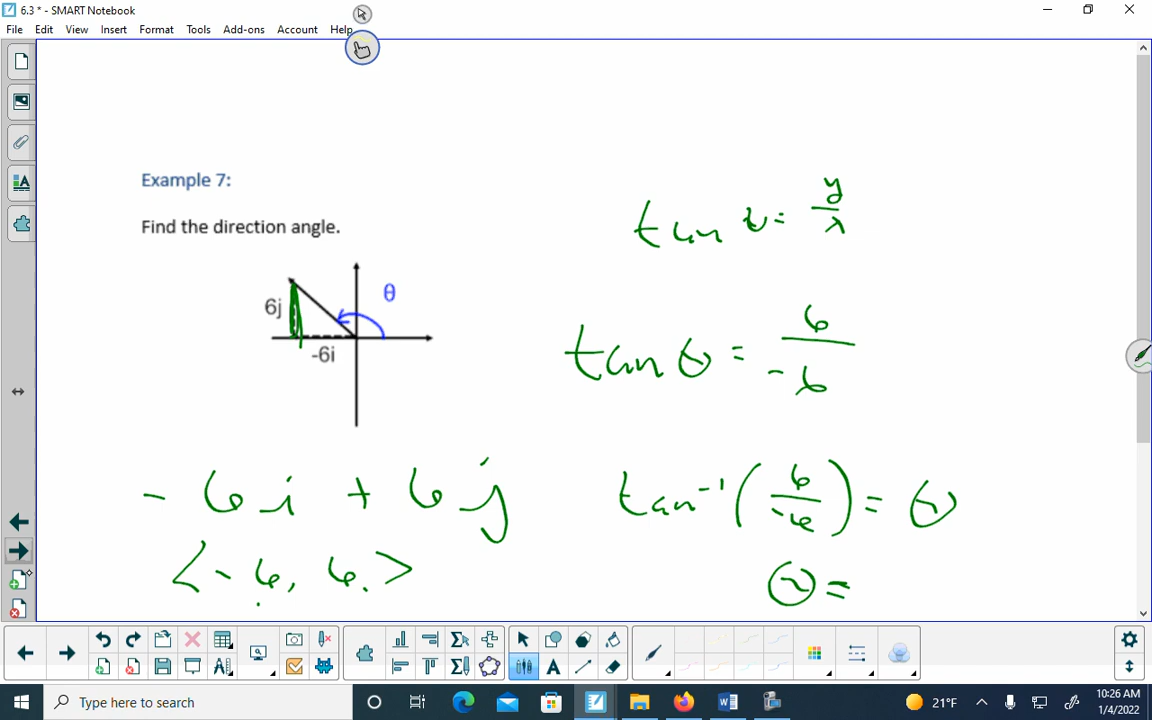 6.3 * - SMART Notebook
File Edit View Insert Format Tools Add-ons Account Help
Example 7:
Find the direction angle.
θ
6j
-6i
tan θ = y/x
tan θ = 6/-6
- 6i + 6j
tan⁻¹(6/-6) = θ
<-6, 6>
θ =
Type here to search
21°F
10:26 AM
1/4/2022